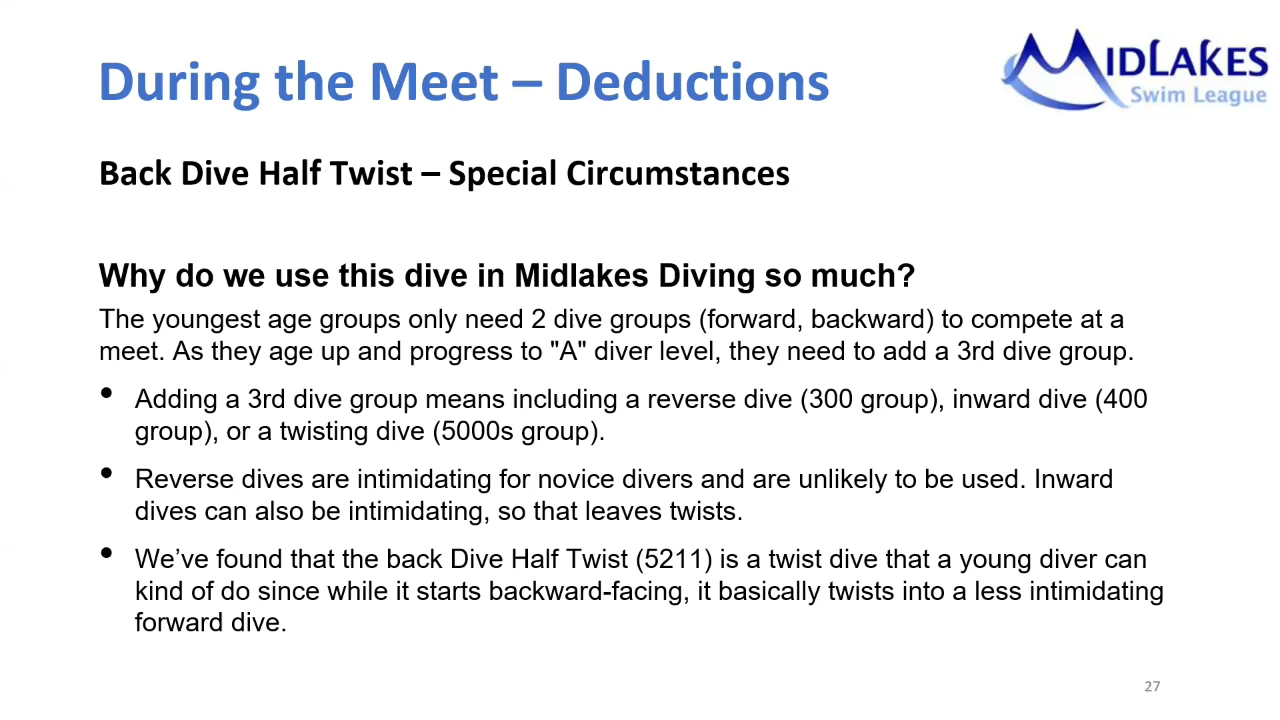 During the Meet – Deductions
MIDLAKES
Swim League
Back Dive Half Twist – Special Circumstances
Why do we use this dive in Midlakes Diving so much?
The youngest age groups only need 2 dive groups (forward, backward) to compete at a
meet. As they age up and progress to "A" diver level, they need to add a 3rd dive group.
• Adding a 3rd dive group means including a reverse dive (300 group), inward dive (400
group), or a twisting dive (5000s group).
• Reverse dives are intimidating for novice divers and are unlikely to be used. Inward
dives can also be intimidating, so that leaves twists.
• We’ve found that the back Dive Half Twist (5211) is a twist dive that a young diver can
kind of do since while it starts backward-facing, it basically twists into a less intimidating
forward dive.
27